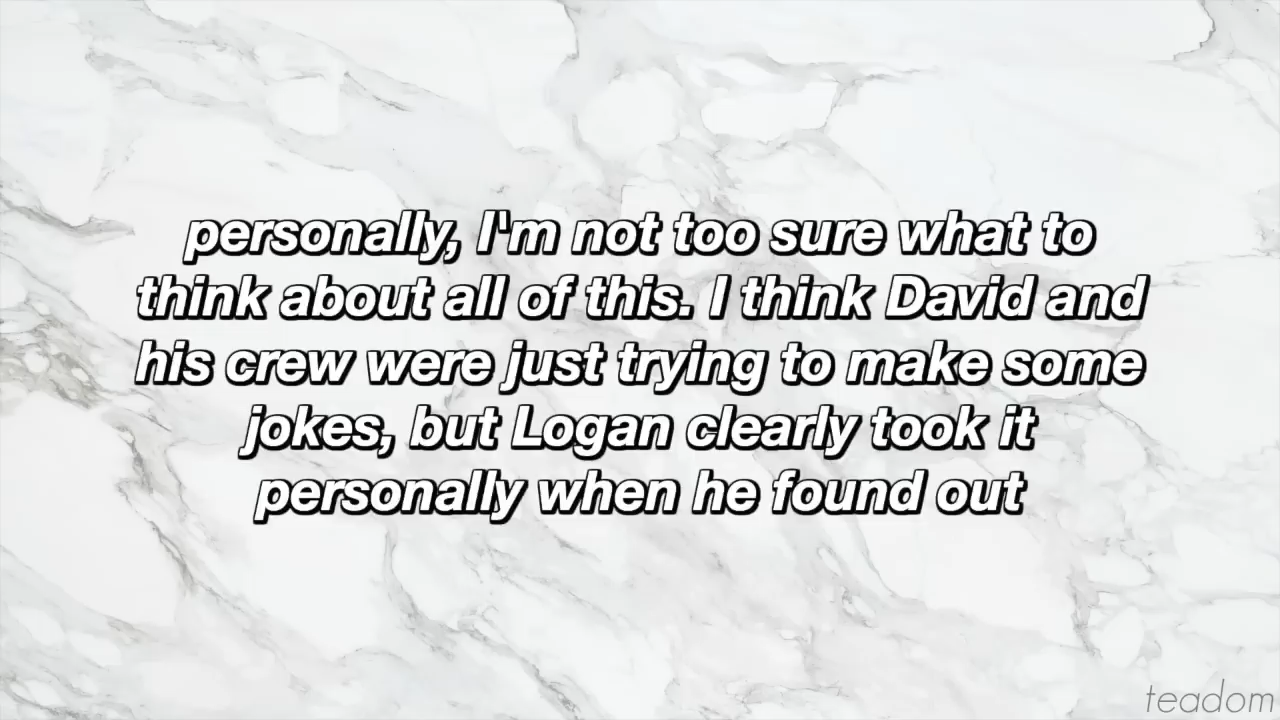 personally, I'm not too sure what to
think about all of this. I think David and
his crew were just trying to make some
jokes, but Logan clearly took it
personally when he found out
teadom